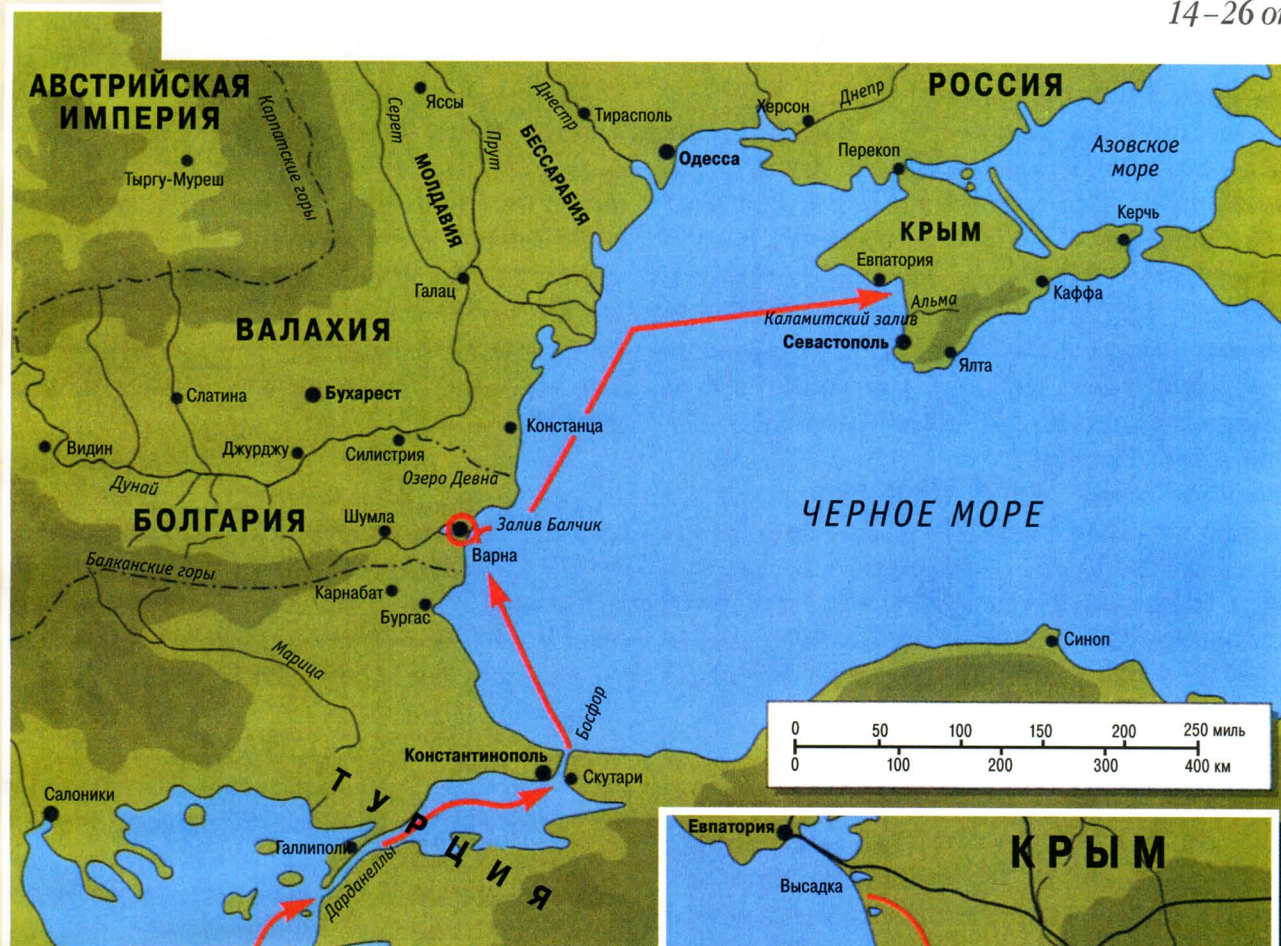 14–26
АВСТРИЙСКАЯ
ИМПЕРИЯ
Карпатские горы
Тыргу-Муреш
Яссы
Серет
Прут
МОЛДАВИЯ
БЕССАРАБИЯ
Днестр
Тирасполь
Одесса
Херсон
Днепр
РОССИЯ
Перекоп
Азовское
море
Керчь
КРЫМ
Евпатория
Каффа
Альма
Каламитский залив
Севастополь
Ялта
Галац
ВАЛАХИЯ
Слатина
Бухарест
Констанца
Видин
Джурджу
Силистрия
Озеро Девна
Дунай
БОЛГАРИЯ
Шумла
Залив Балчик
Варна
ЧЕРНОЕ МОРЕ
Балканские горы
Карнабат
Бургас
Марица
Синоп
Босфор
Константинополь
Скутари
0 50 100 150 200 250 миль
0 100 200 300 400 км
ТУРЦИЯ
Салоники
Галлиполи
Дарданеллы
Евпатория
КРЫМ
Высадка